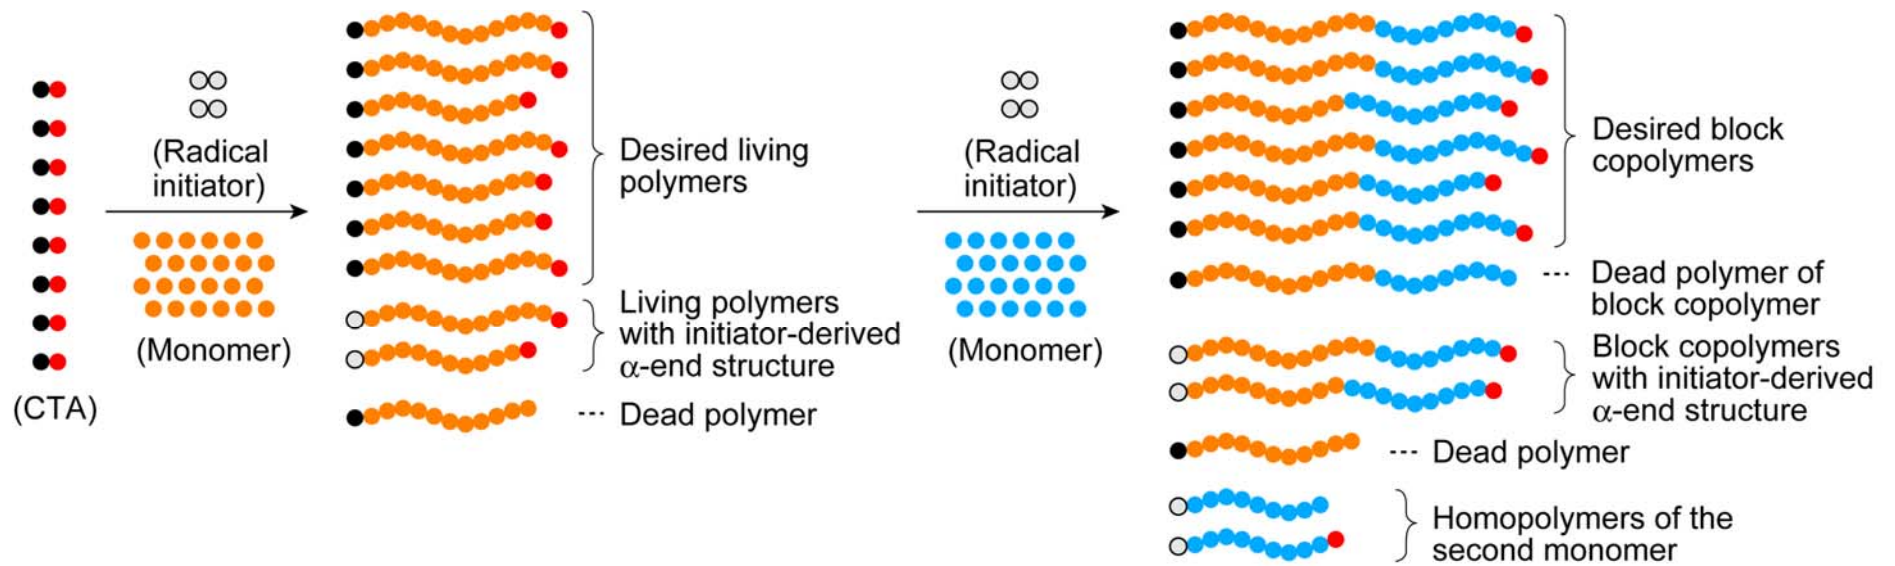 (CTA)
(Radical
initiator)
(Monomer)
Desired living
polymers
Living polymers
with initiator-derived
α-end structure
--- Dead polymer
(Radical
initiator)
(Monomer)
Desired block
copolymers
--- Dead polymer of
block copolymer
Block copolymers
with initiator-derived
α-end structure
--- Dead polymer
Homopolymers of the
second monomer